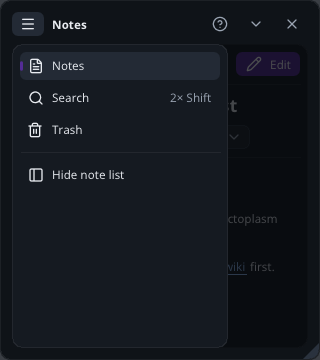 Notes
Notes
Edit
Search 2× Shift
Trash
Hide note list
ctoplasm
wiki first.